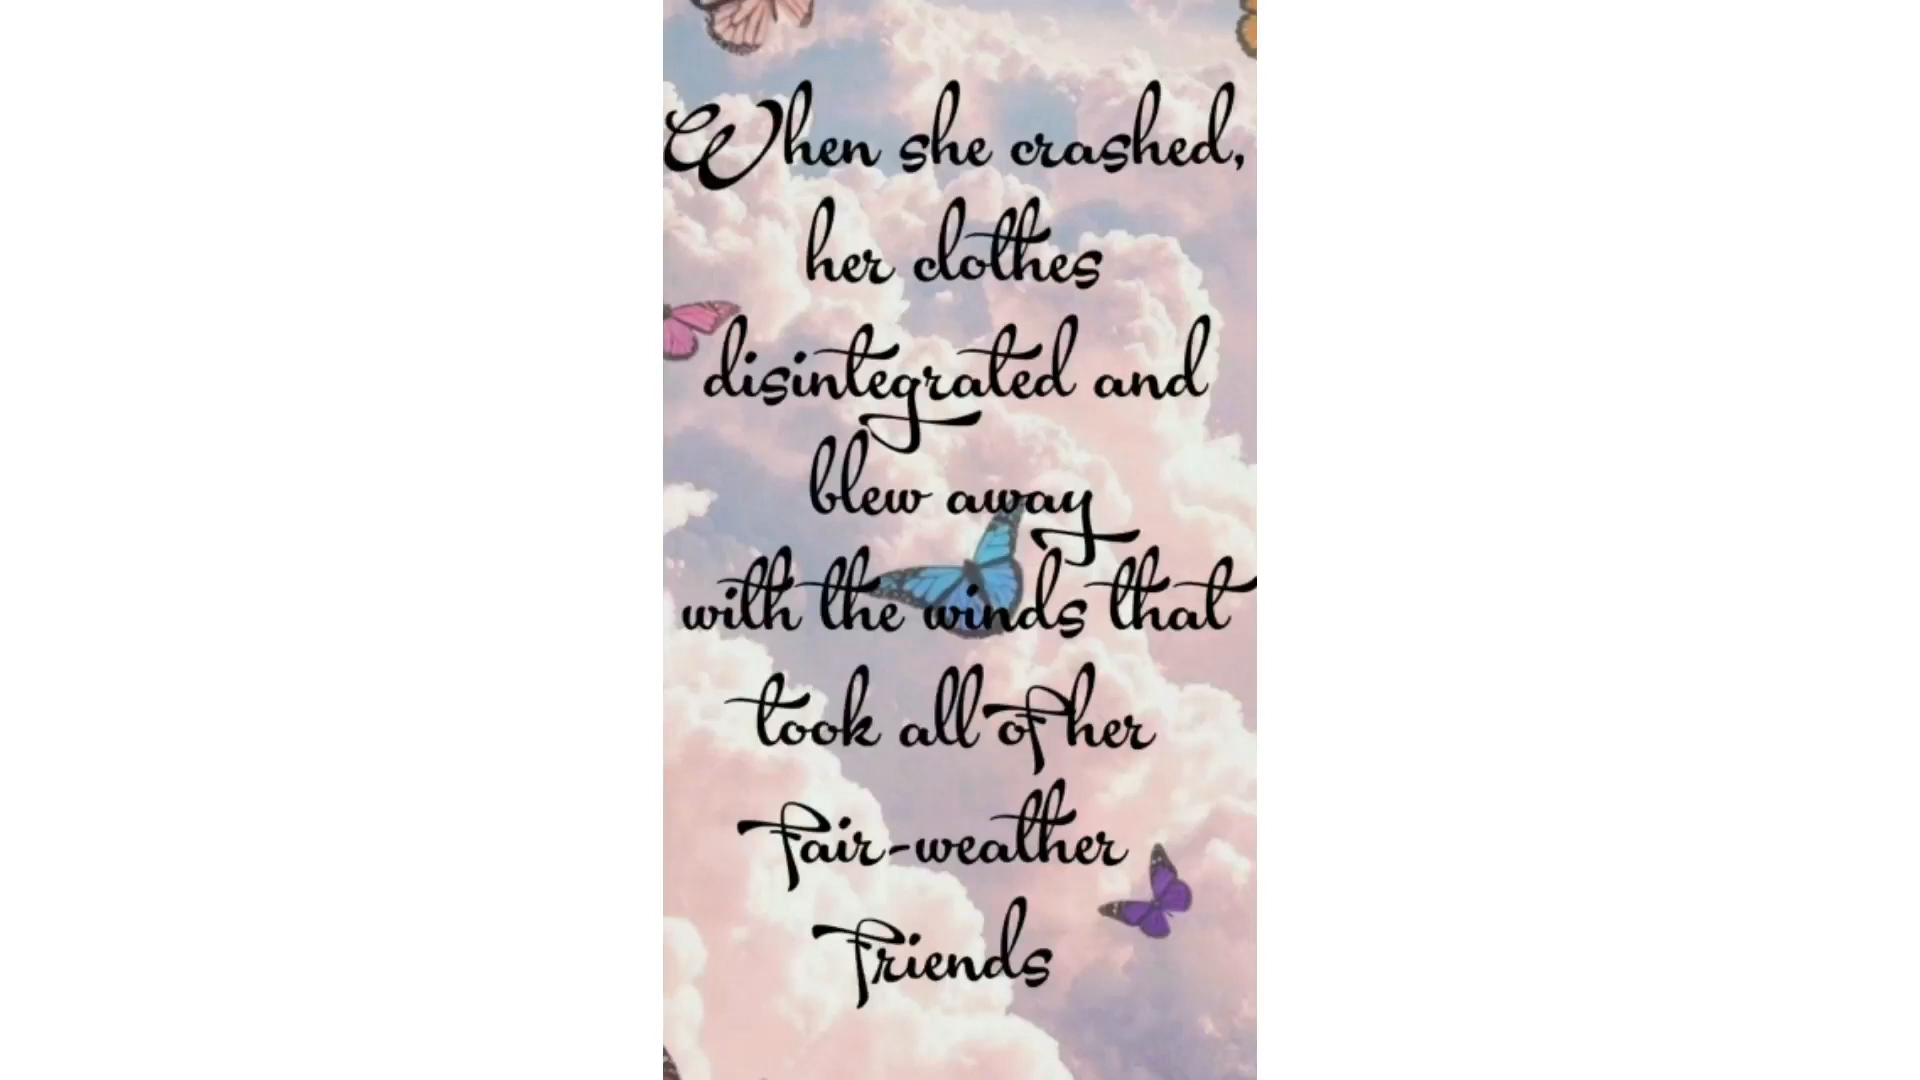 When she crashed,
her clothes
disintegrated and
blew away
with the winds that
took all of her
fair-weather
friends